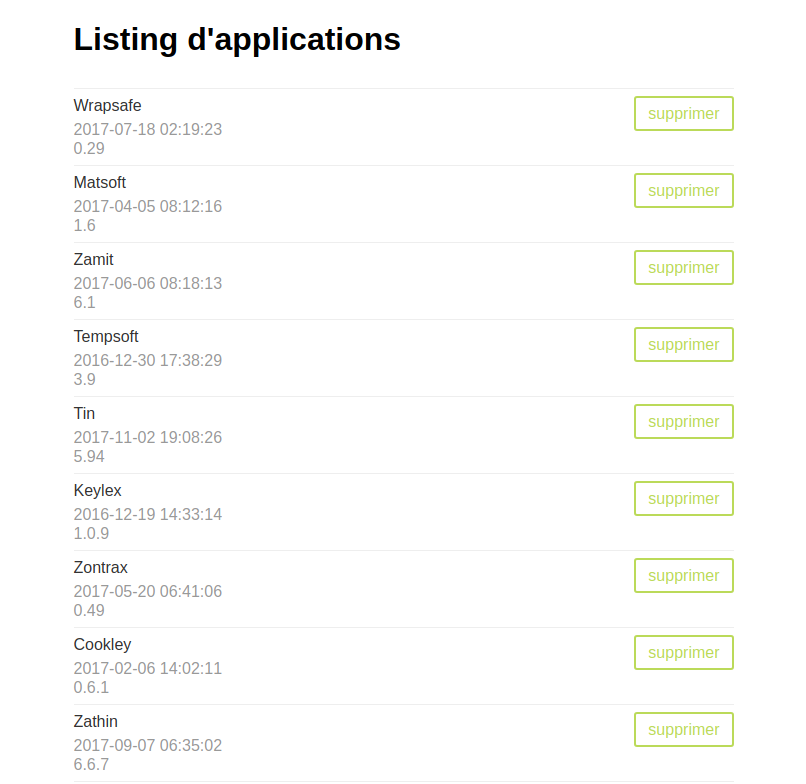 Listing d'applications
Wrapsafe
supprimer
2017-07-18 02:19:23
0.29
Matsoft
supprimer
2017-04-05 08:12:16
1.6
Zamit
supprimer
2017-06-06 08:18:13
6.1
Tempsoft
supprimer
2016-12-30 17:38:29
3.9
Tin
supprimer
2017-11-02 19:08:26
5.94
Keylex
supprimer
2016-12-19 14:33:14
1.0.9
Zontrax
supprimer
2017-05-20 06:41:06
0.49
Cookley
supprimer
2017-02-06 14:02:11
0.6.1
Zathin
supprimer
2017-09-07 06:35:02
6.6.7